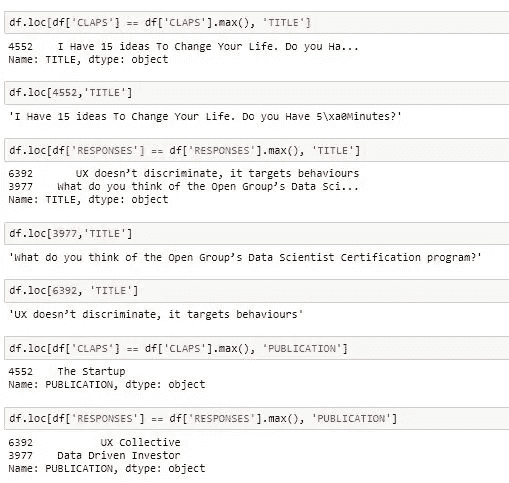 df.loc[df['CLAPS'] == df['CLAPS'].max(), 'TITLE']
4552    I Have 15 ideas To Change Your Life. Do you Ha...
Name: TITLE, dtype: object
df.loc[4552,'TITLE']
'I Have 15 ideas To Change Your Life. Do you Have 5\xa0Minutes?'
df.loc[df['RESPONSES'] == df['RESPONSES'].max(), 'TITLE']
6392       UX doesn’t discriminate, it targets behaviours
3977    What do you think of the Open Group’s Data Sci...
Name: TITLE, dtype: object
df.loc[3977,'TITLE']
'What do you think of the Open Group’s Data Scientist Certification program?'
df.loc[6392, 'TITLE']
'UX doesn’t discriminate, it targets behaviours'
df.loc[df['CLAPS'] == df['CLAPS'].max(), 'PUBLICATION']
4552    The Startup
Name: PUBLICATION, dtype: object
df.loc[df['RESPONSES'] == df['RESPONSES'].max(), 'PUBLICATION']
6392           UX Collective
3977    Data Driven Investor
Name: PUBLICATION, dtype: object